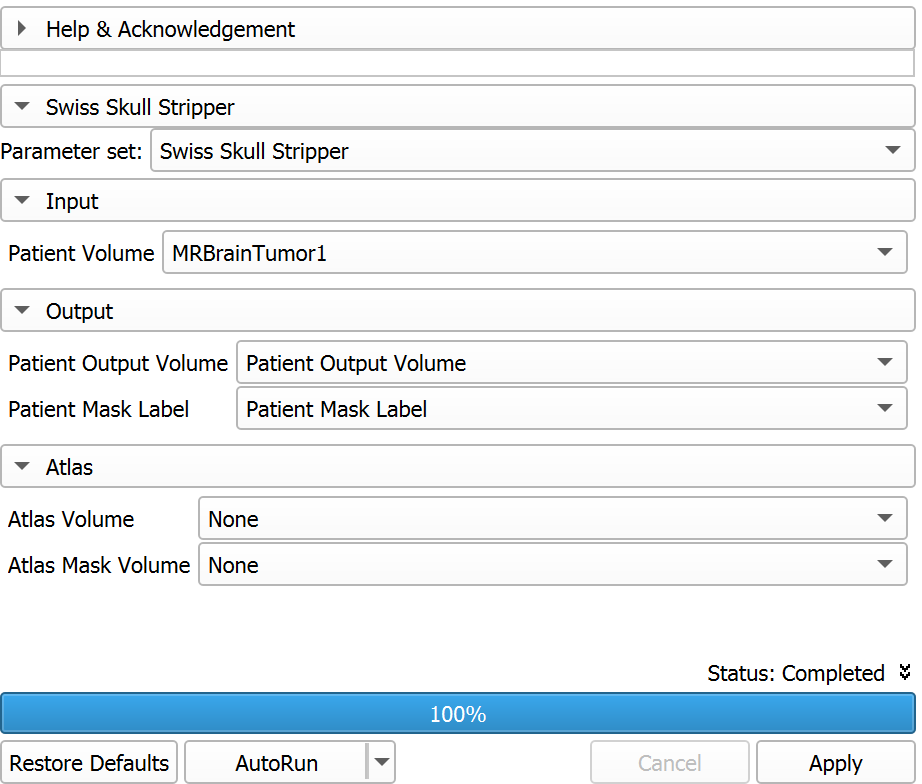 Help & Acknowledgement
Swiss Skull Stripper
Parameter set: Swiss Skull Stripper
Input
Patient Volume MRBrainTumor1
Output
Patient Output Volume Patient Output Volume
Patient Mask Label Patient Mask Label
Atlas
Atlas Volume None
Atlas Mask Volume None
Status: Completed
100%
Restore Defaults AutoRun Cancel Apply